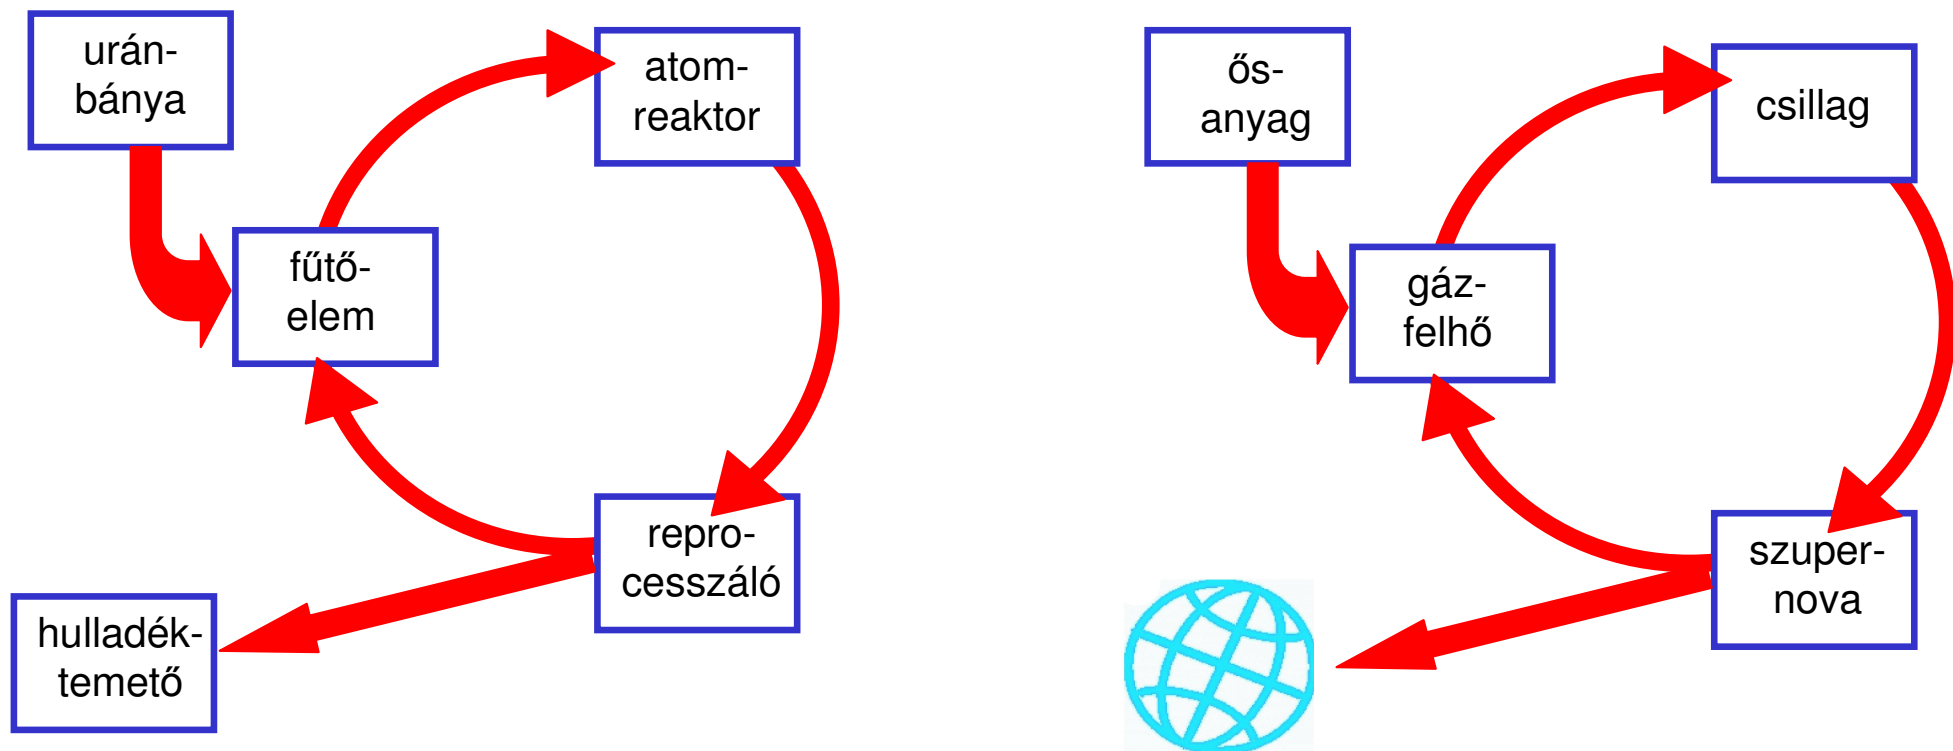 urán-
bánya
atom-
reaktor
fűtő-
elem
repro-
cesszáló
hulladék-
temető
ős-
anyag
csillag
gáz-
felhő
szuper-
nova